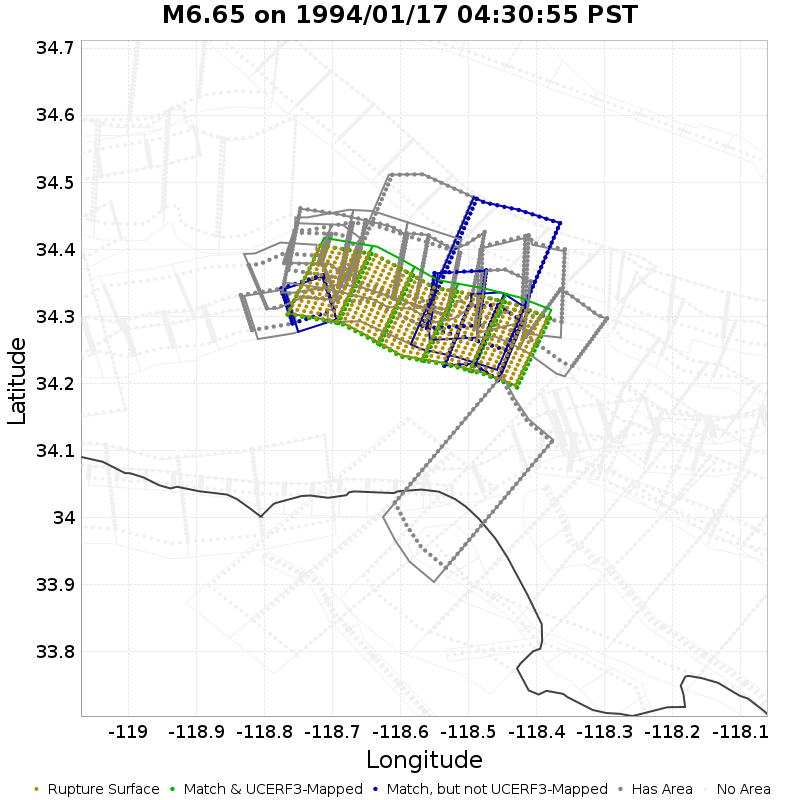 M6.65 on 1994/01/17 04:30:55 PST
34.7
34.6
34.5
34.4
34.3
34.2
34.1
34
33.9
33.8
Latitude
-119 -118.9 -118.8 -118.7 -118.6 -118.5 -118.4 -118.3 -118.2 -118.1
Longitude
Rupture Surface Match & UCERF3-Mapped Match, but not UCERF3-Mapped Has Area No Area